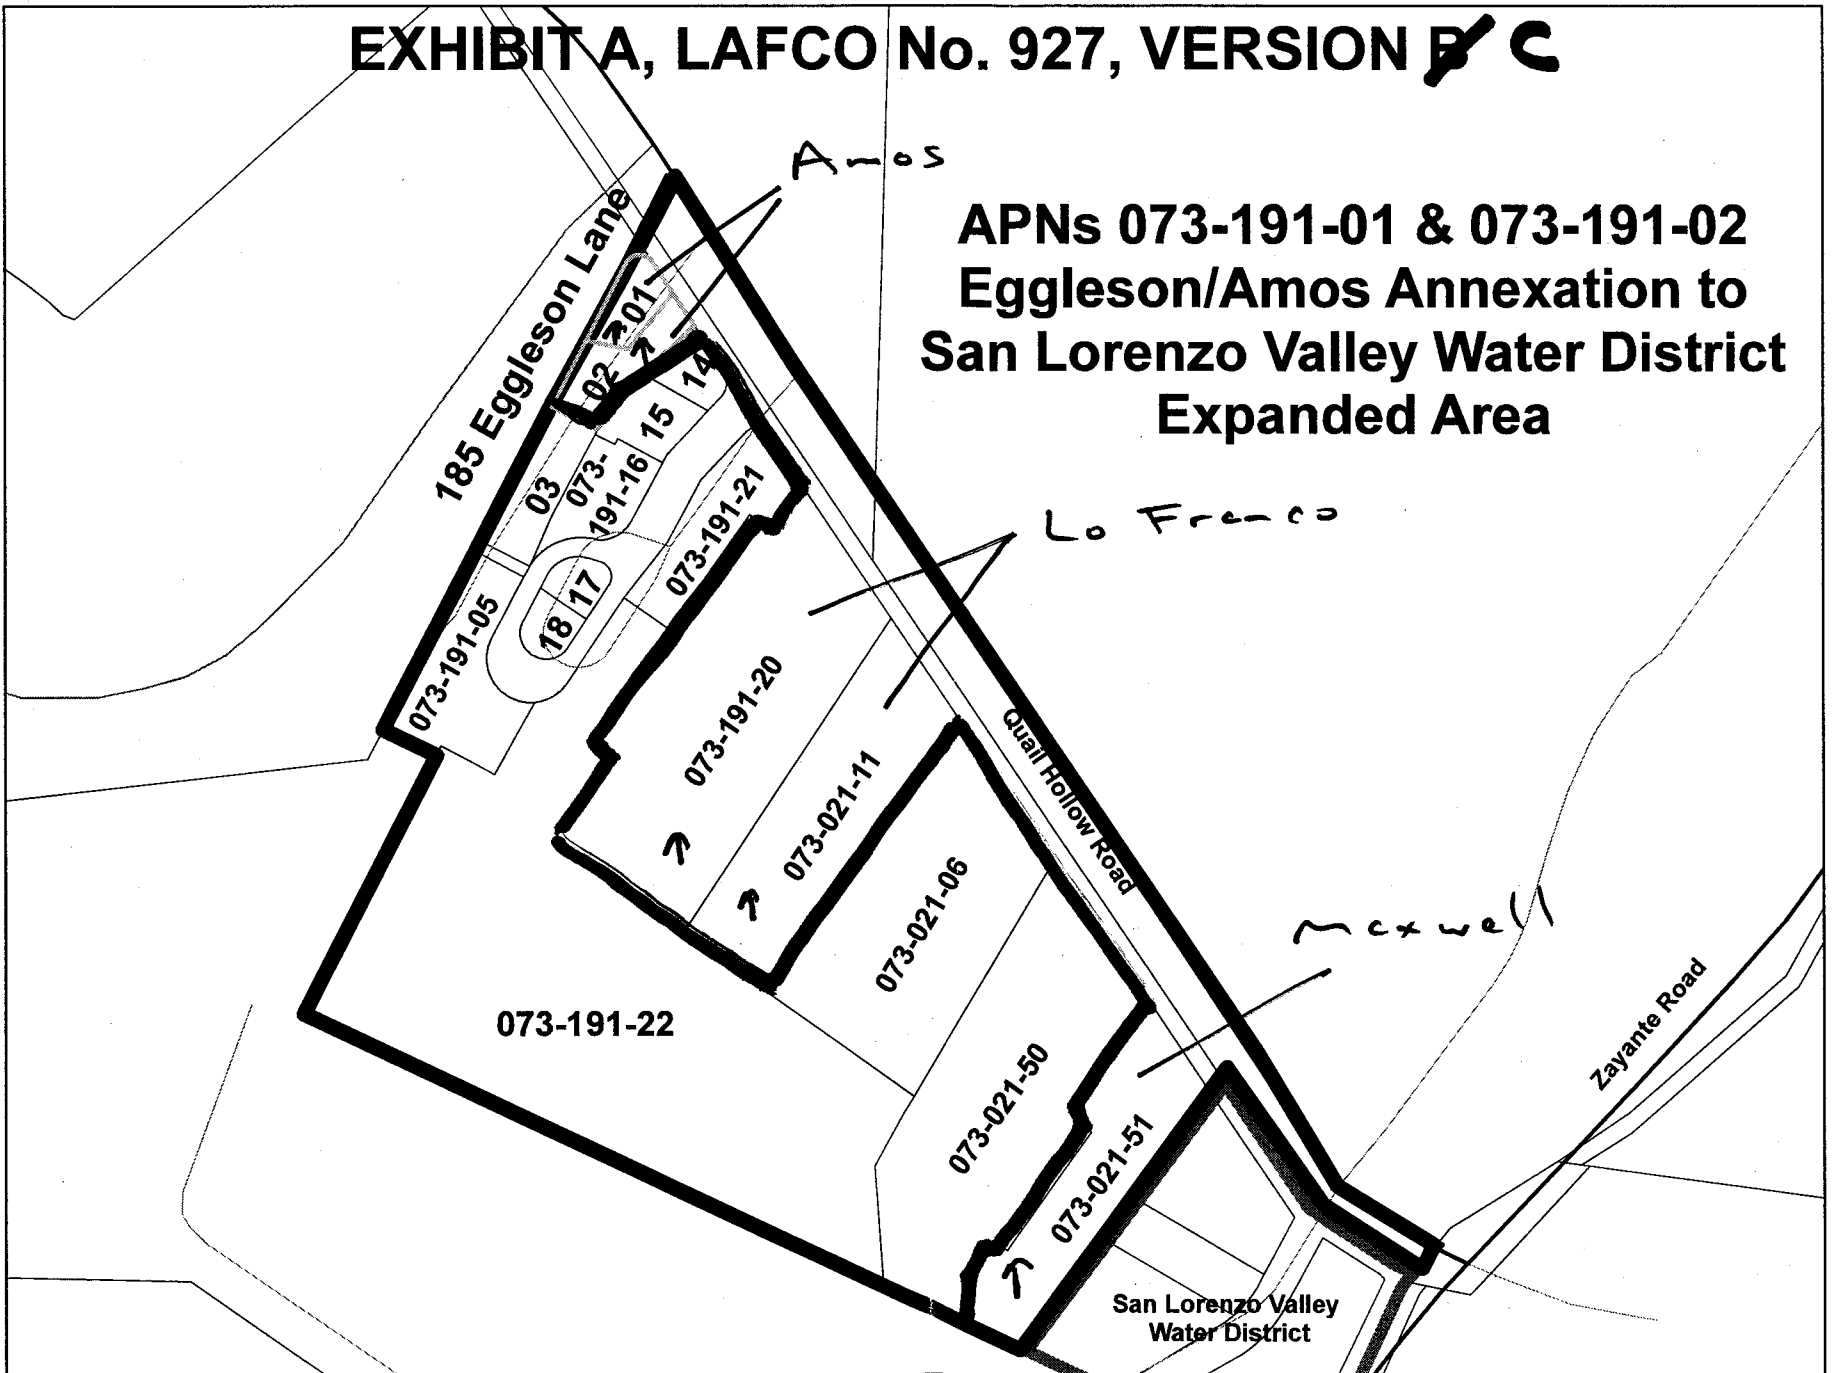 EXHIBIT A, LAFCO No. 927, VERSION B C
Amos
APNs 073-191-01 & 073-191-02
Eggleson/Amos Annexation to
San Lorenzo Valley Water District
Expanded Area
185 Eggleson Lane
01
02
14
15
03
073-
191-16
073-191-21
Lo Franco
17
18
073-191-05
073-191-20
073-021-11
Quail Hollow Road
073-021-06
Maxwell
Zayante Road
073-191-22
073-021-50
073-021-51
San Lorenzo Valley
Water District